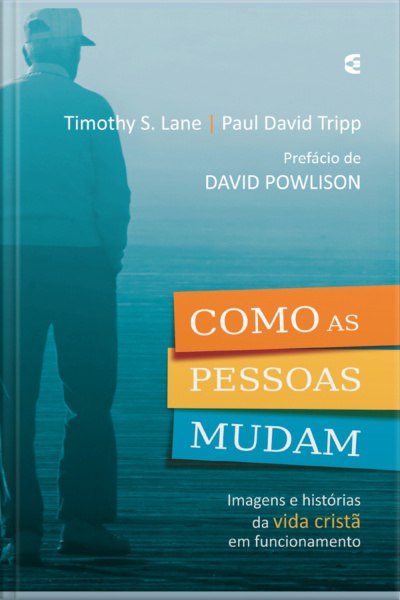 Timothy S. Lane | Paul David Tripp
Prefácio de
DAVID POWLISON
COMO AS
PESSOAS
MUDAM
Imagens e histórias
da vida cristã
em funcionamento